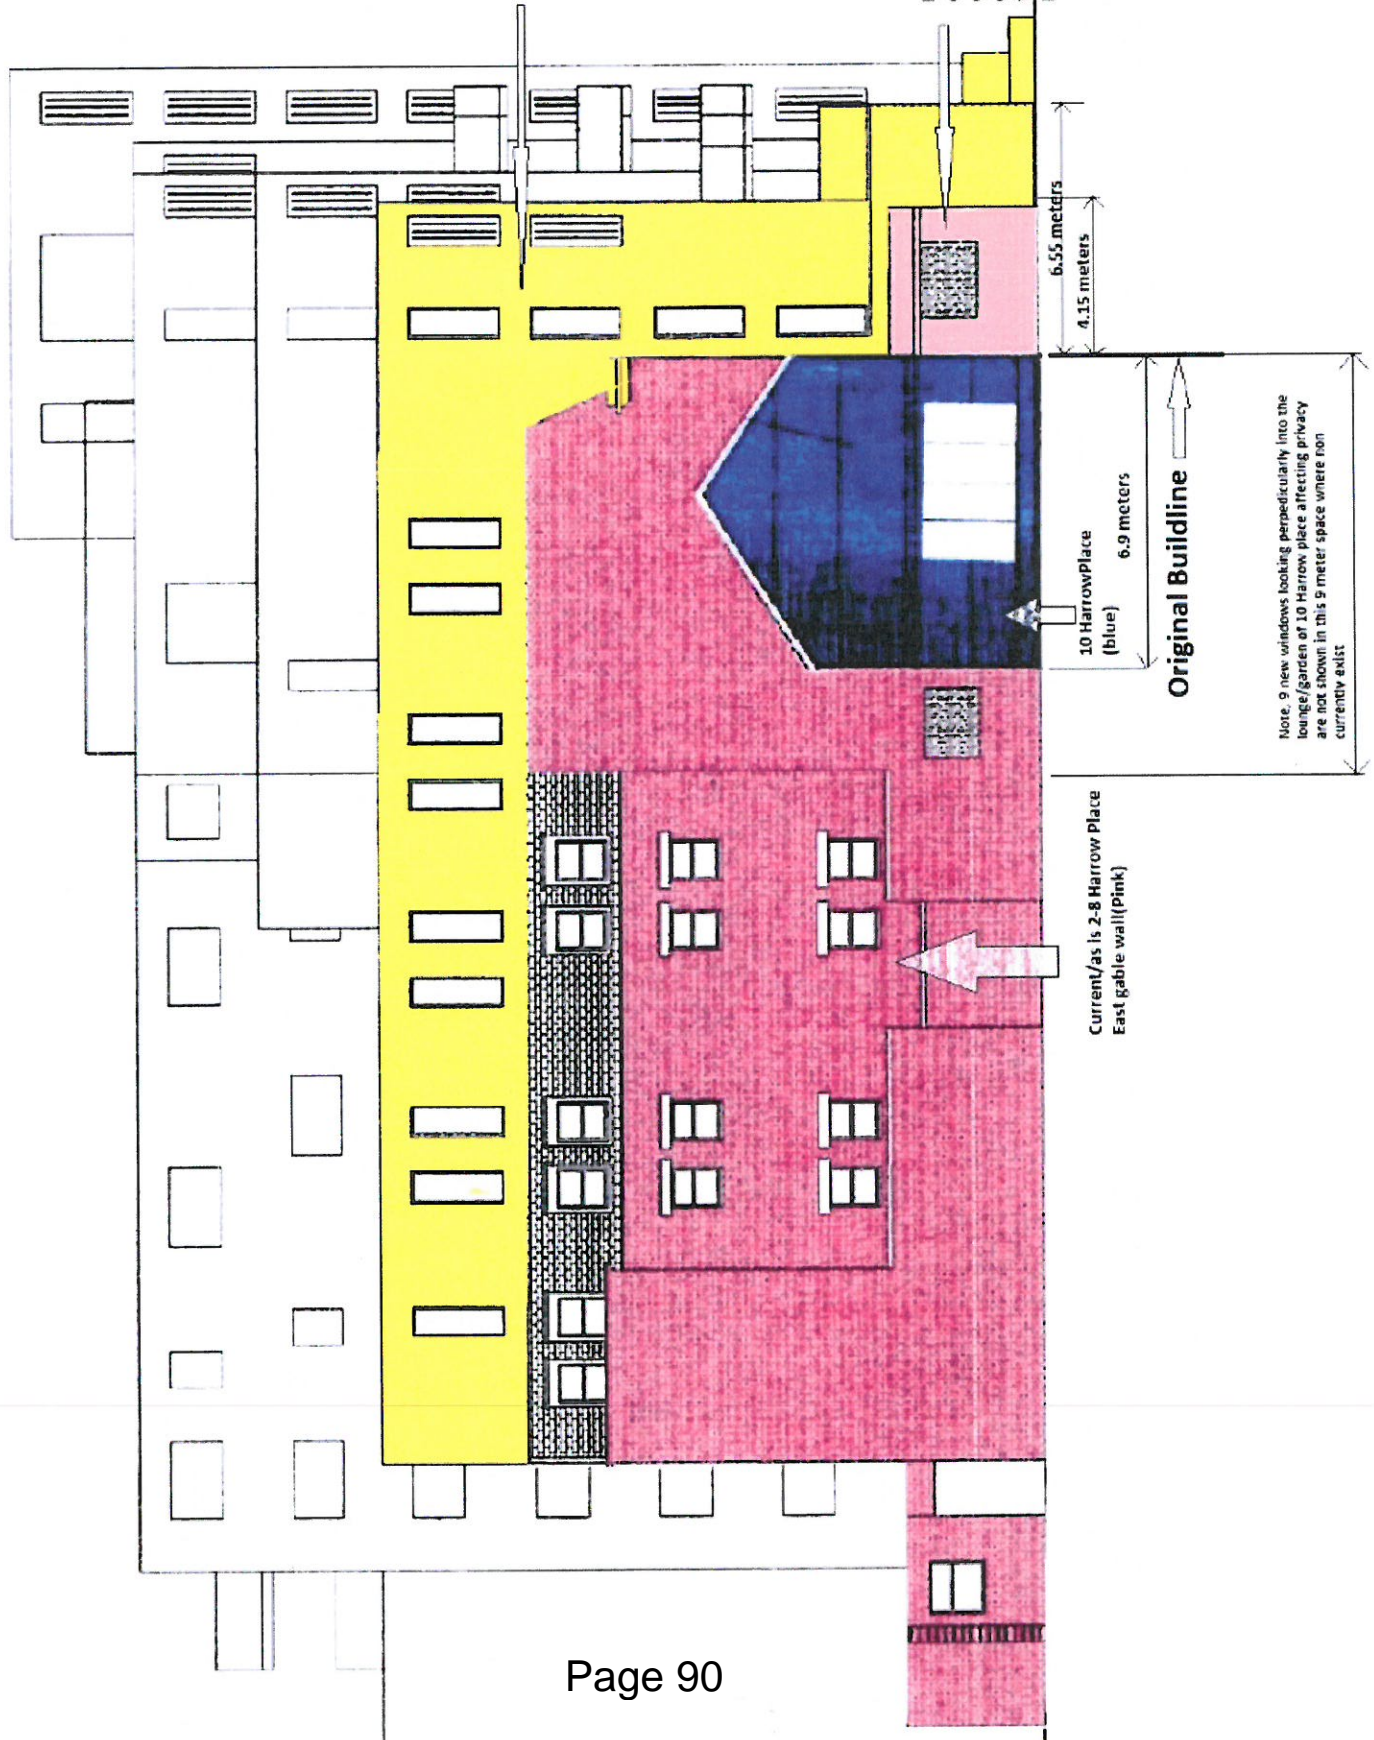 6.55 meters
4.15 meters
6.9 meters
10 HarrowPlace
(blue)
Original Buildline
Note, 9 new windows looking perpedicularly into the
lounge/garden of 10 Harrow place affecting privacy
are not shown in this 9 meter space where non
currently exist
Current/as is 2-8 Harrow Place
East gable wall(Pink)
Page 90